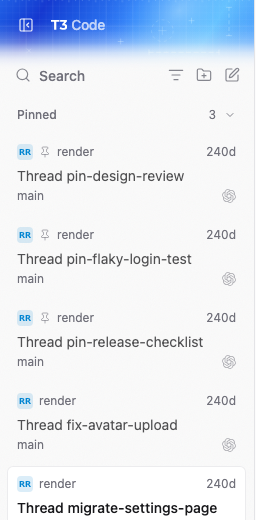 T3 Code
Search
Pinned 3
RR render 240d
Thread pin-design-review
main
RR render 240d
Thread pin-flaky-login-test
main
RR render 240d
Thread pin-release-checklist
main
RR render 240d
Thread fix-avatar-upload
main
RR render 240d
Thread migrate-settings-page